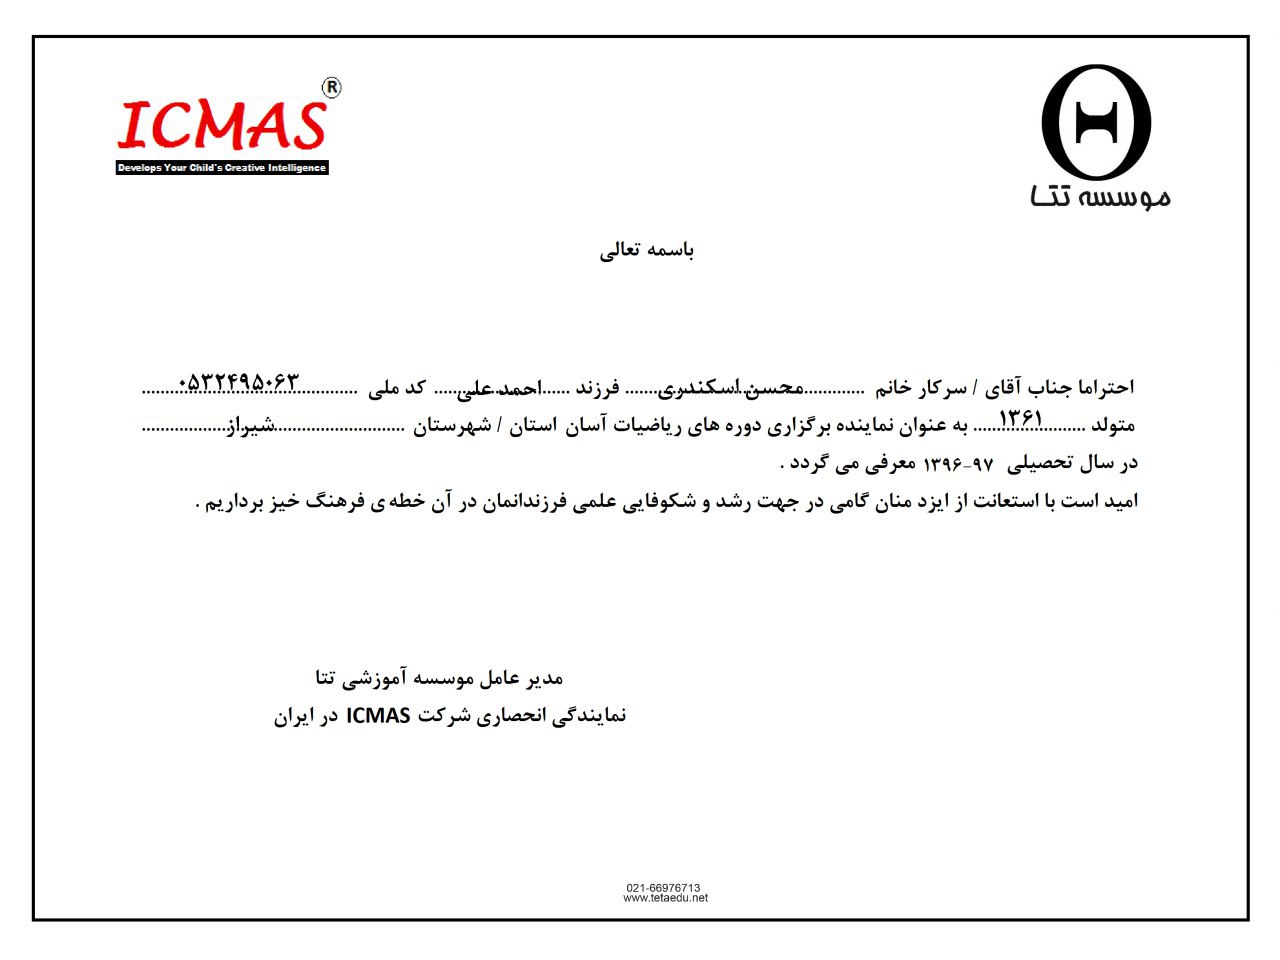 ICMAS®
Develops Your Child's Creative Intelligence
موسسه تتا
باسمه تعالی
احتراما جناب آقای / سرکار خانم ............محسن اسکندری............ فرزند ......احمدعلی...... کد ملی ......۰۵۳۲۴۹۵۰۶۳......
متولد ......۱۳۶۱...... به عنوان نماینده برگزاری دوره های ریاضیات آسان استان / شهرستان ............شیراز............
در سال تحصیلی ۹۷-۱۳۹۶ معرفی می گردد .
امید است با استعانت از ایزد منان گامی در جهت رشد و شکوفایی علمی فرزندانمان در آن خطه ی فرهنگ خیز برداریم .
مدیر عامل موسسه آموزشی تتا
نمایندگی انحصاری شرکت ICMAS در ایران
021-66976713
www.tetaedu.net